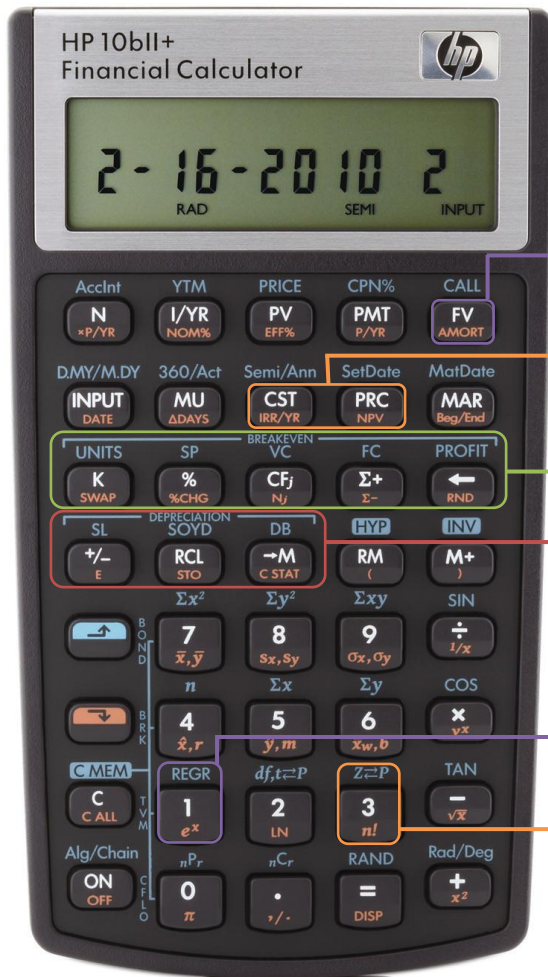 HP 10bII+
Financial Calculator
hp
2-16-2010 2
RAD SEMI INPUT
AccInt YTM PRICE CPN% CALL
N I/YR PV PMT FV
×P/YR NOM% EFF% P/YR AMORT
D.MY/M.DY 360/Act Semi/Ann SetDate MatDate
INPUT MU CST PRC MAR
DATE ΔDAYS IRR/YR NPV Beg/End
BREAKEVEN
UNITS SP VC FC PROFIT
K % CFj Σ+ ←
SWAP %CHG Nj Σ− RND
DEPRECIATION
SL SOYD DB HYP INV
+/− RCL →M RM M+
E STO C STAT ( )
Σx² Σy² Σxy SIN
7 8 9 ÷
x̄,ȳ Sx,Sy σx,σy 1/x
BOND
n Σx Σy COS
4 5 6 ×
x̂,r ŷ,m x̄w,b yˣ
BRK
C MEM REGR df,t⇄P Z⇄P TAN
C 1 2 3 −
C ALL eˣ LN n! √x
TVM
Alg/Chain nPr nCr RAND Rad/Deg
ON 0 . = +
OFF π ,/. DISP x²
CFLO